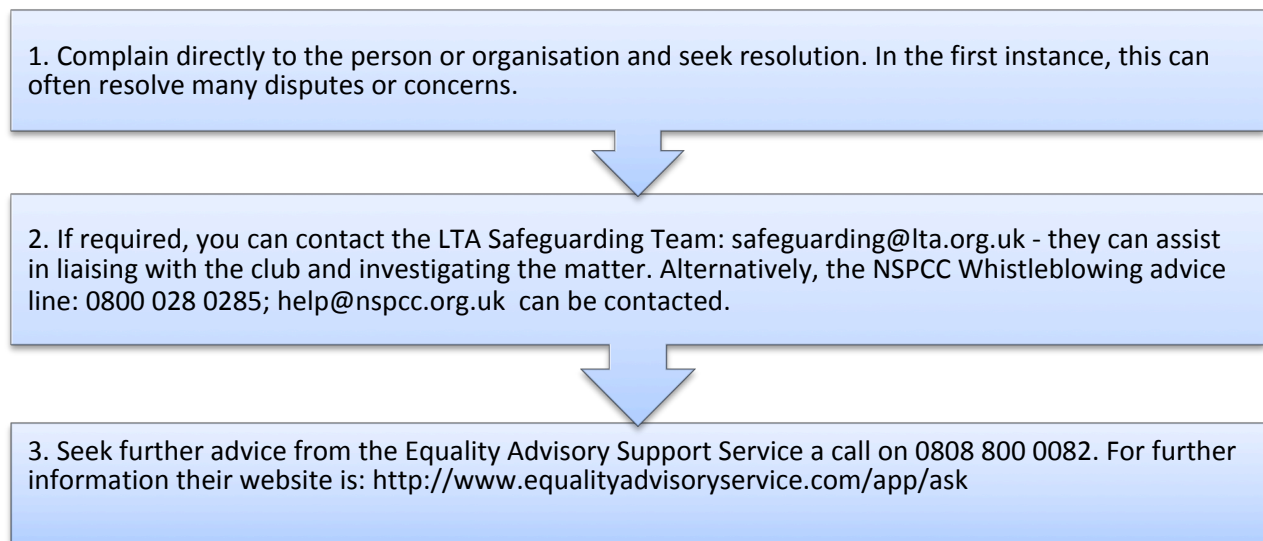 1. Complain directly to the person or organisation and seek resolution. In the first instance, this can
often resolve many disputes or concerns.
2. If required, you can contact the LTA Safeguarding Team: safeguarding@lta.org.uk - they can assist
in liaising with the club and investigating the matter. Alternatively, the NSPCC Whistleblowing advice
line: 0800 028 0285; help@nspcc.org.uk can be contacted.
3. Seek further advice from the Equality Advisory Support Service a call on 0808 800 0082. For further
information their website is: http://www.equalityadvisoryservice.com/app/ask